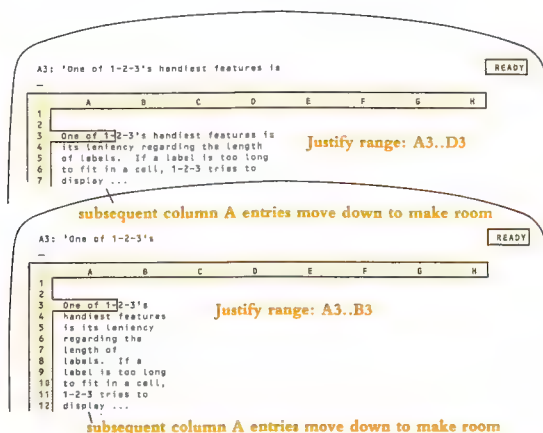 A3: 'One of 1-2-3's handiest features is
READY
A B C D E F G H
1
2
3 One of 1-2-3's handiest features is
4 its leniency regarding the length
5 of labels. If a label is too long
6 to fit in a cell, 1-2-3 tries to
7 display ...
Justify range: A3..D3
subsequent column A entries move down to make room
A3: 'One of 1-2-3's
READY
A B C D E F G H
1
2
3 One of 1-2-3's
4 handiest features
5 is its leniency
6 regarding the
7 length of
8 labels. If a
9 label is too long
10 to fit in a cell,
11 1-2-3 tries to
12 display ...
Justify range: A3..B3
subsequent column A entries move down to make room